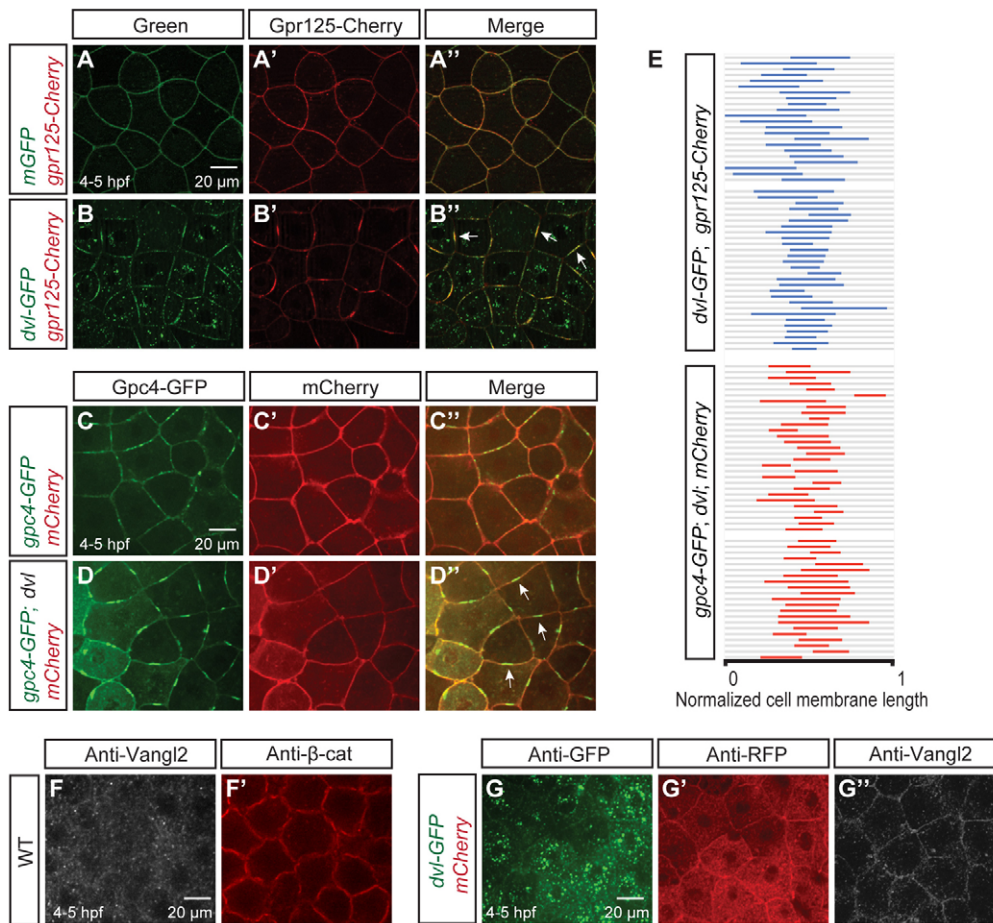 Green
Gpr125-Cherry
Merge
mGFP
gpr125-Cherry
A
A'
A''
4-5 hpf
20 µm
dvl-GFP
gpr125-Cherry
B
B'
B''
Gpc4-GFP
mCherry
Merge
gpc4-GFP
mCherry
C
C'
C''
4-5 hpf
20 µm
gpc4-GFP; dvl
mCherry
D
D'
D''
E
dvl-GFP; gpr125-Cherry
gpc4-GFP; dvl; mCherry
0
1
Normalized cell membrane length
Anti-Vangl2
Anti-β-cat
WT
F
F'
4-5 hpf
20 µm
Anti-GFP
Anti-RFP
Anti-Vangl2
dvl-GFP
mCherry
G
G'
G''
4-5 hpf
20 µm